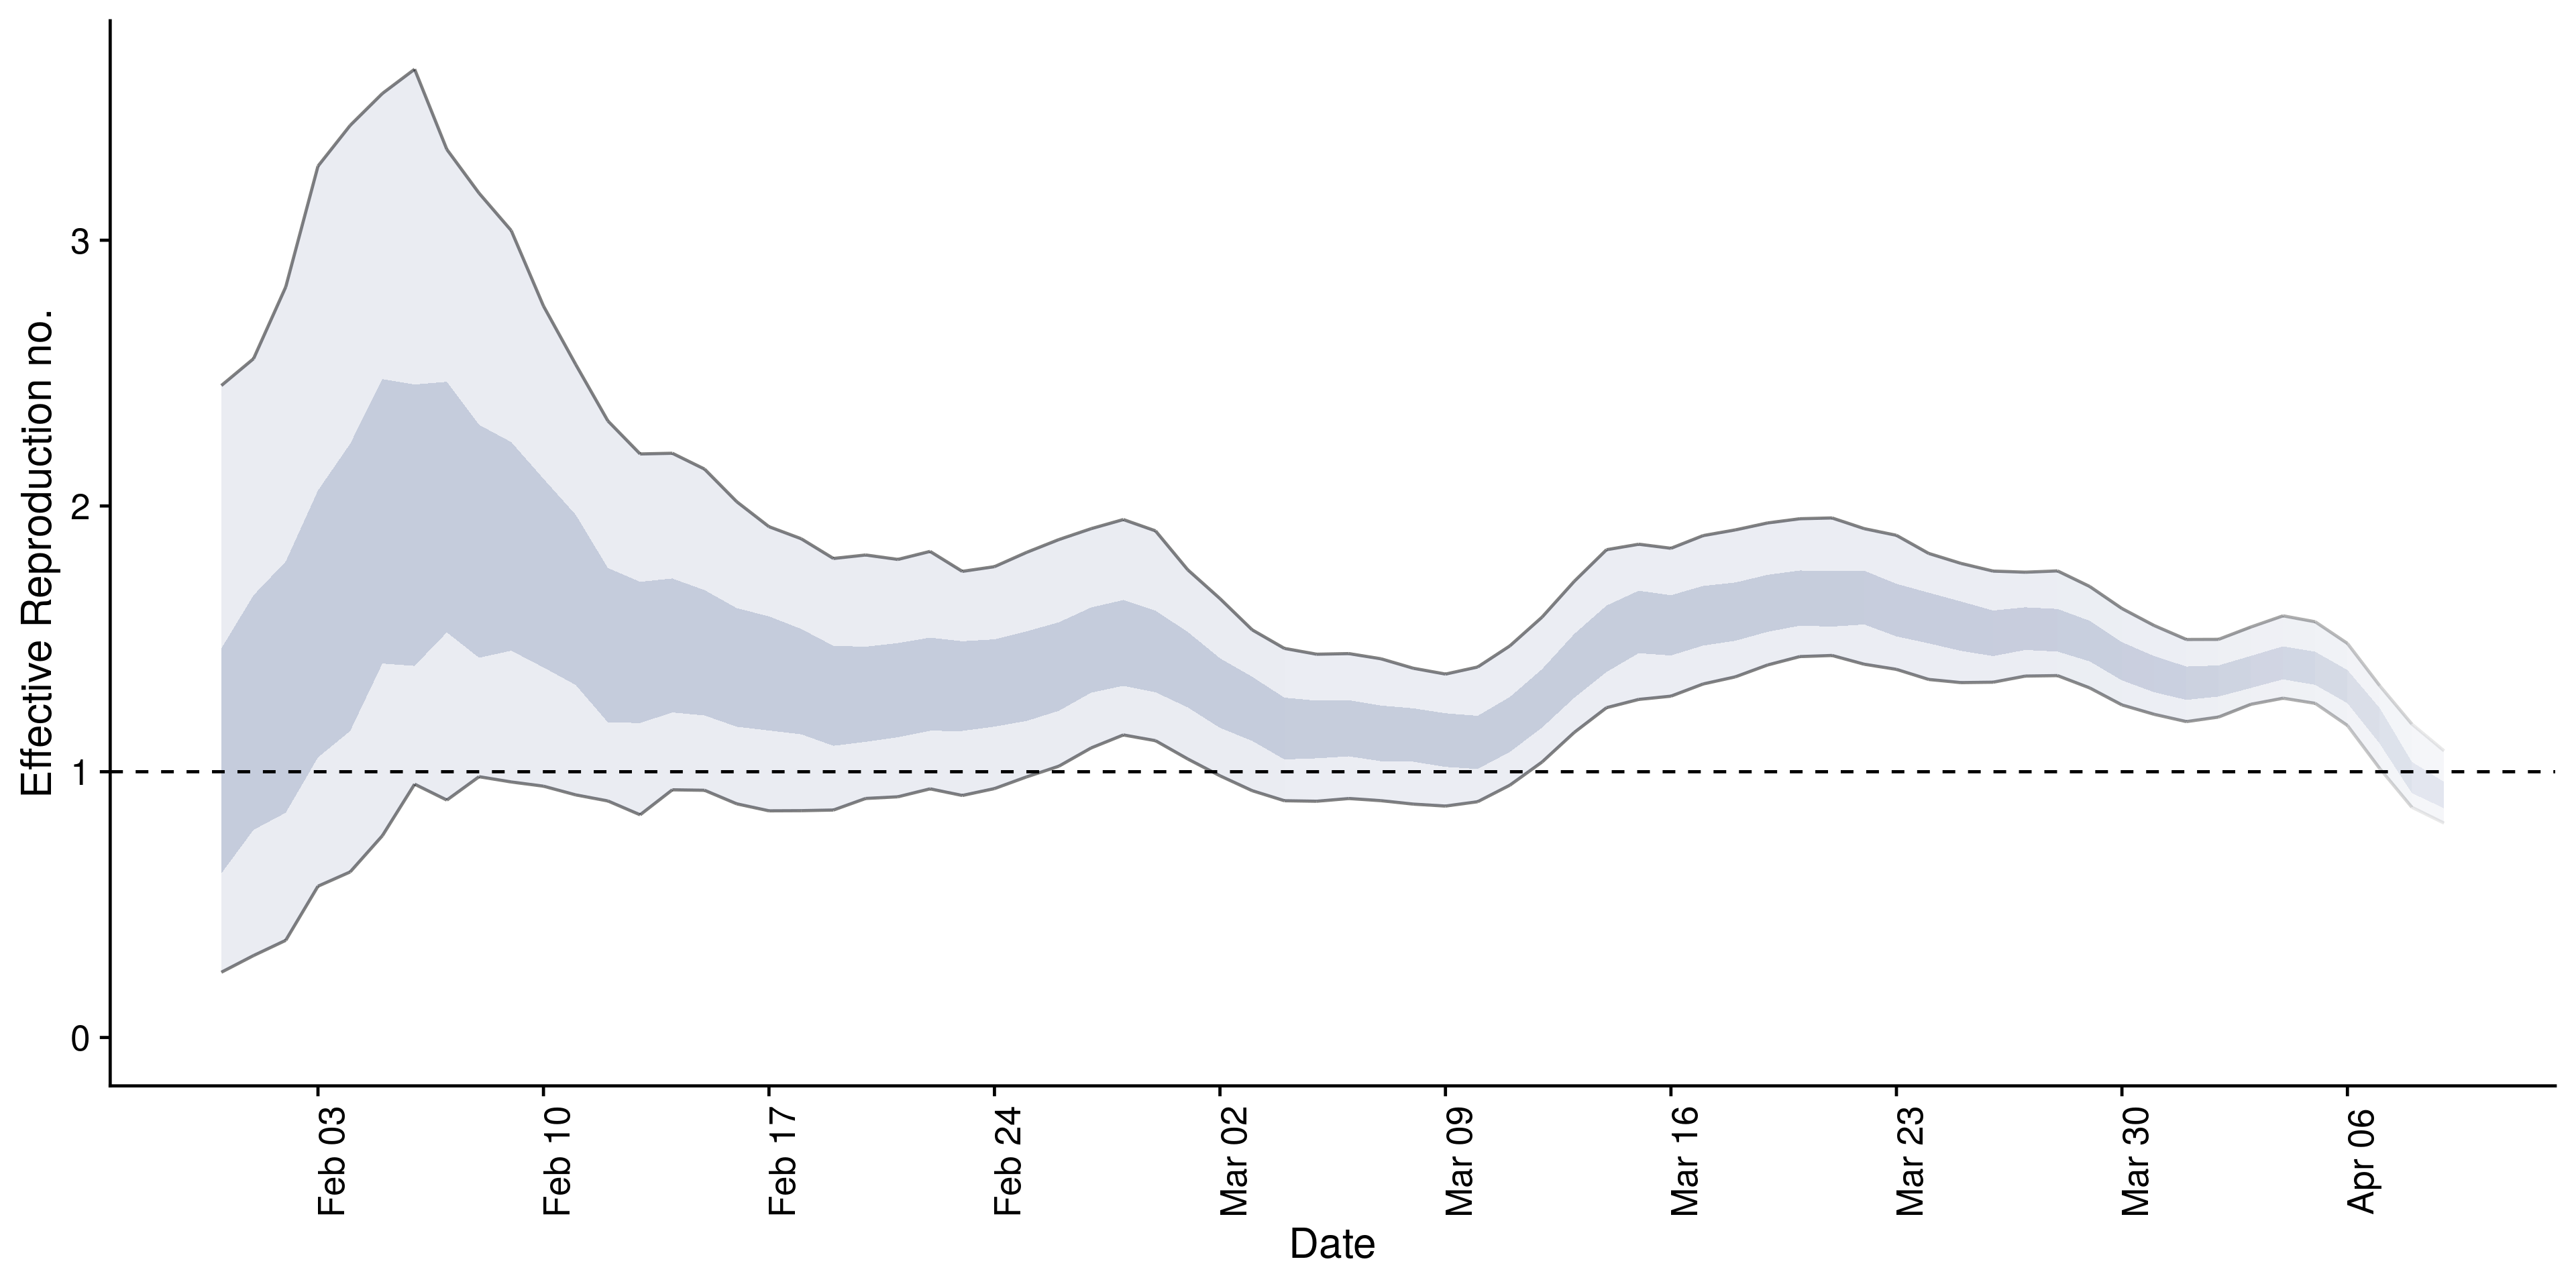 Effective Reproduction no.
3
2
1
0
Feb 03
Feb 10
Feb 17
Feb 24
Mar 02
Mar 09
Mar 16
Mar 23
Mar 30
Apr 06
Date